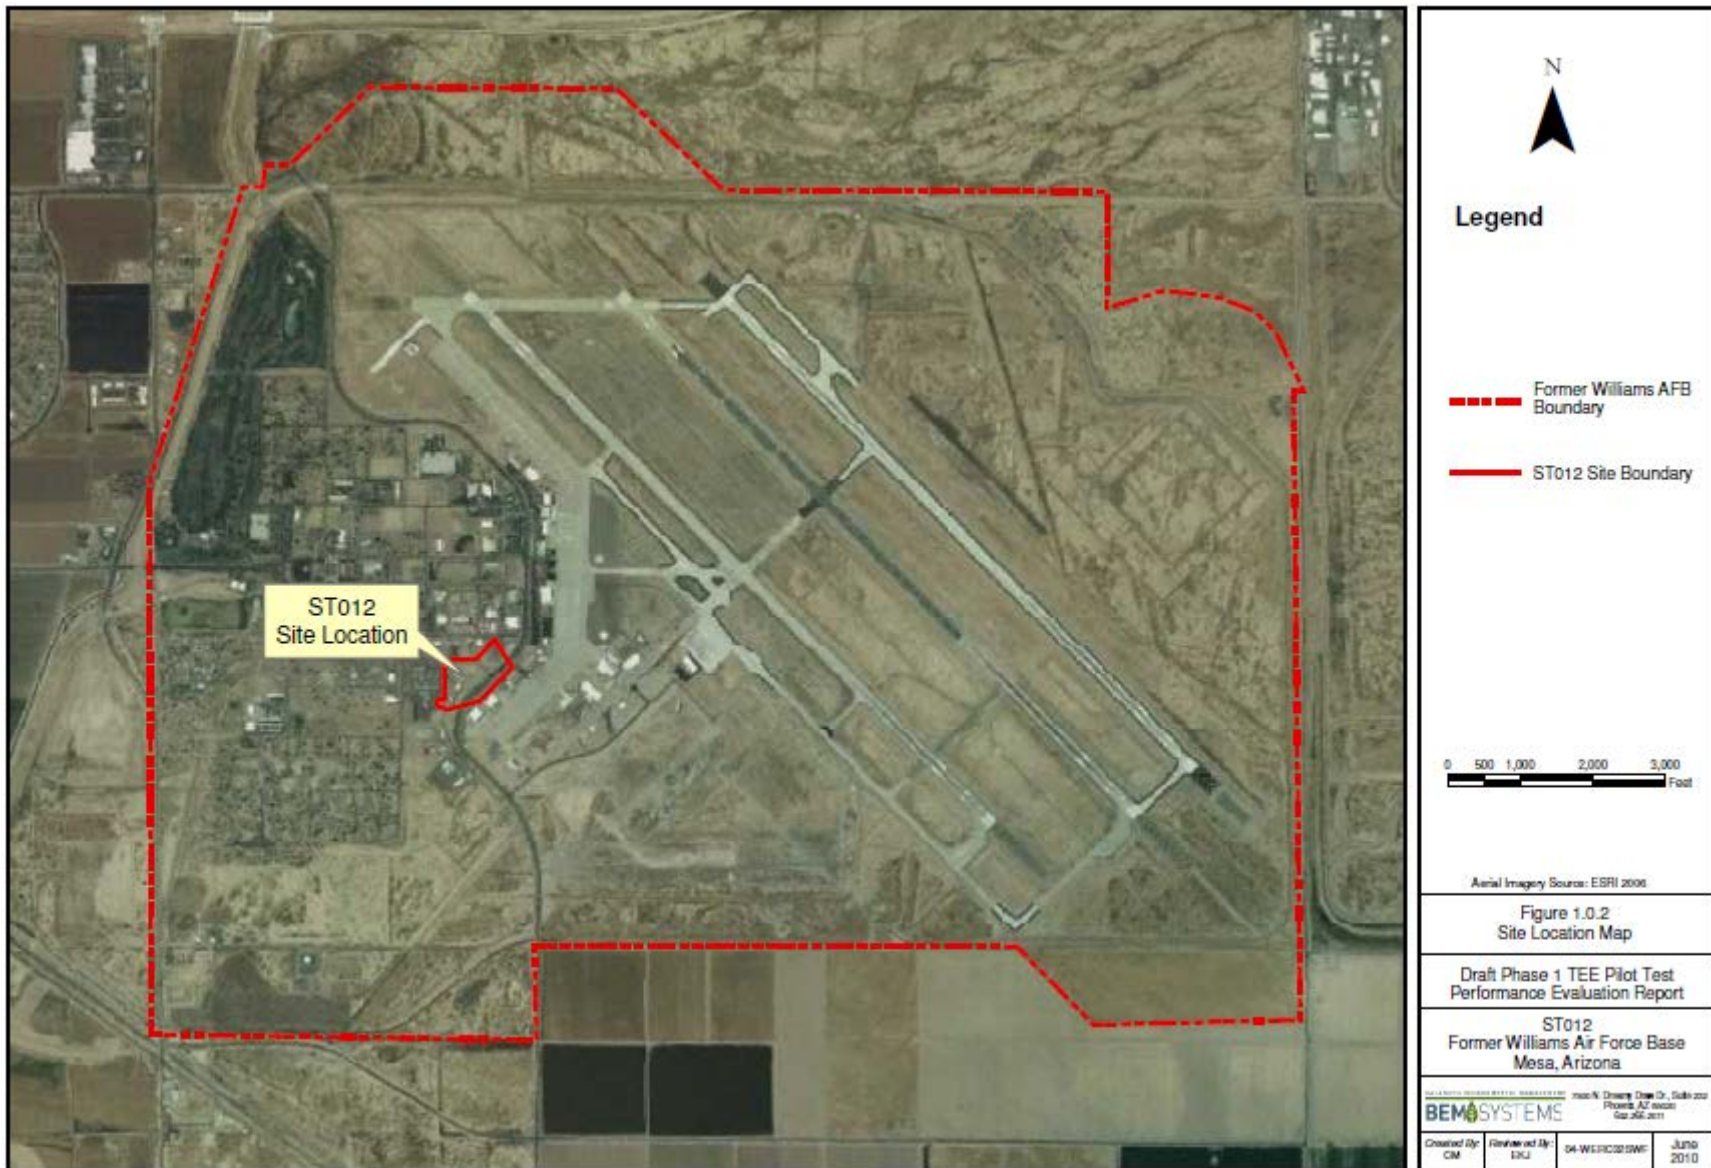 ST012
Site Location
N
Legend
Former Williams AFB
Boundary
ST012 Site Boundary
0 500 1,000 2,000 3,000
Feet
Aerial Imagery Source: ESRI 2006
Figure 1.0.2
Site Location Map
Draft Phase 1 TEE Pilot Test
Performance Evaluation Report
ST012
Former Williams Air Force Base
Mesa, Arizona
BEM SYSTEMS
Phoenix, AZ
Created By:
CM
Reviewed By:
EKJ
June
2010